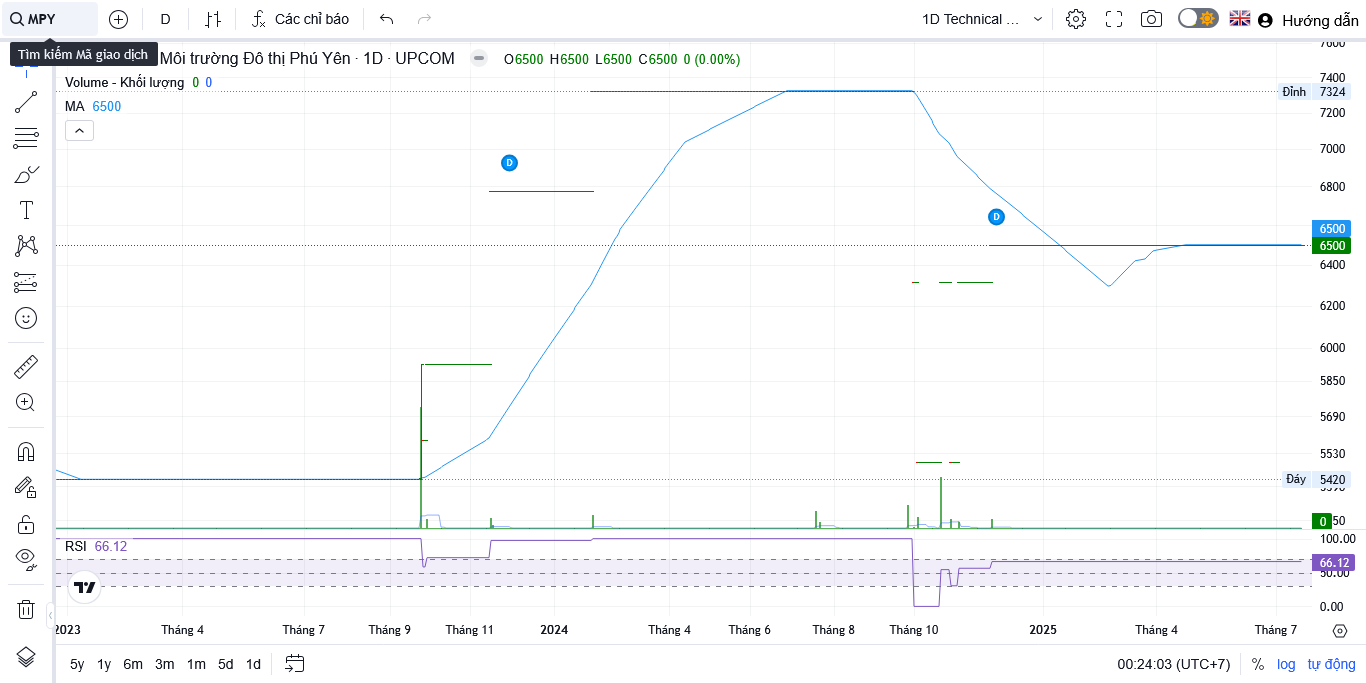 MPY
D
Các chỉ báo
1D Technical ...
Hướng dẫn
Tìm kiếm Mã giao dịch
Môi trường Đô thị Phú Yên · 1D · UPCOM
O6500 H6500 L6500 C6500 0 (0.00%)
Volume - Khối lượng 0 0
MA 6500
7600
7400
Đỉnh 7324
7200
7000
6800
6500
6500
6400
6200
6000
5850
5690
5530
Đáy 5420
0
D
D
RSI 66.12
100.00
66.12
50.00
0.00
2023 Tháng 4 Tháng 7 Tháng 9 Tháng 11 2024 Tháng 4 Tháng 6 Tháng 8 Tháng 10 2025 Tháng 4 Tháng 7
5y 1y 6m 3m 1m 5d 1d
00:24:03 (UTC+7) % log tự động